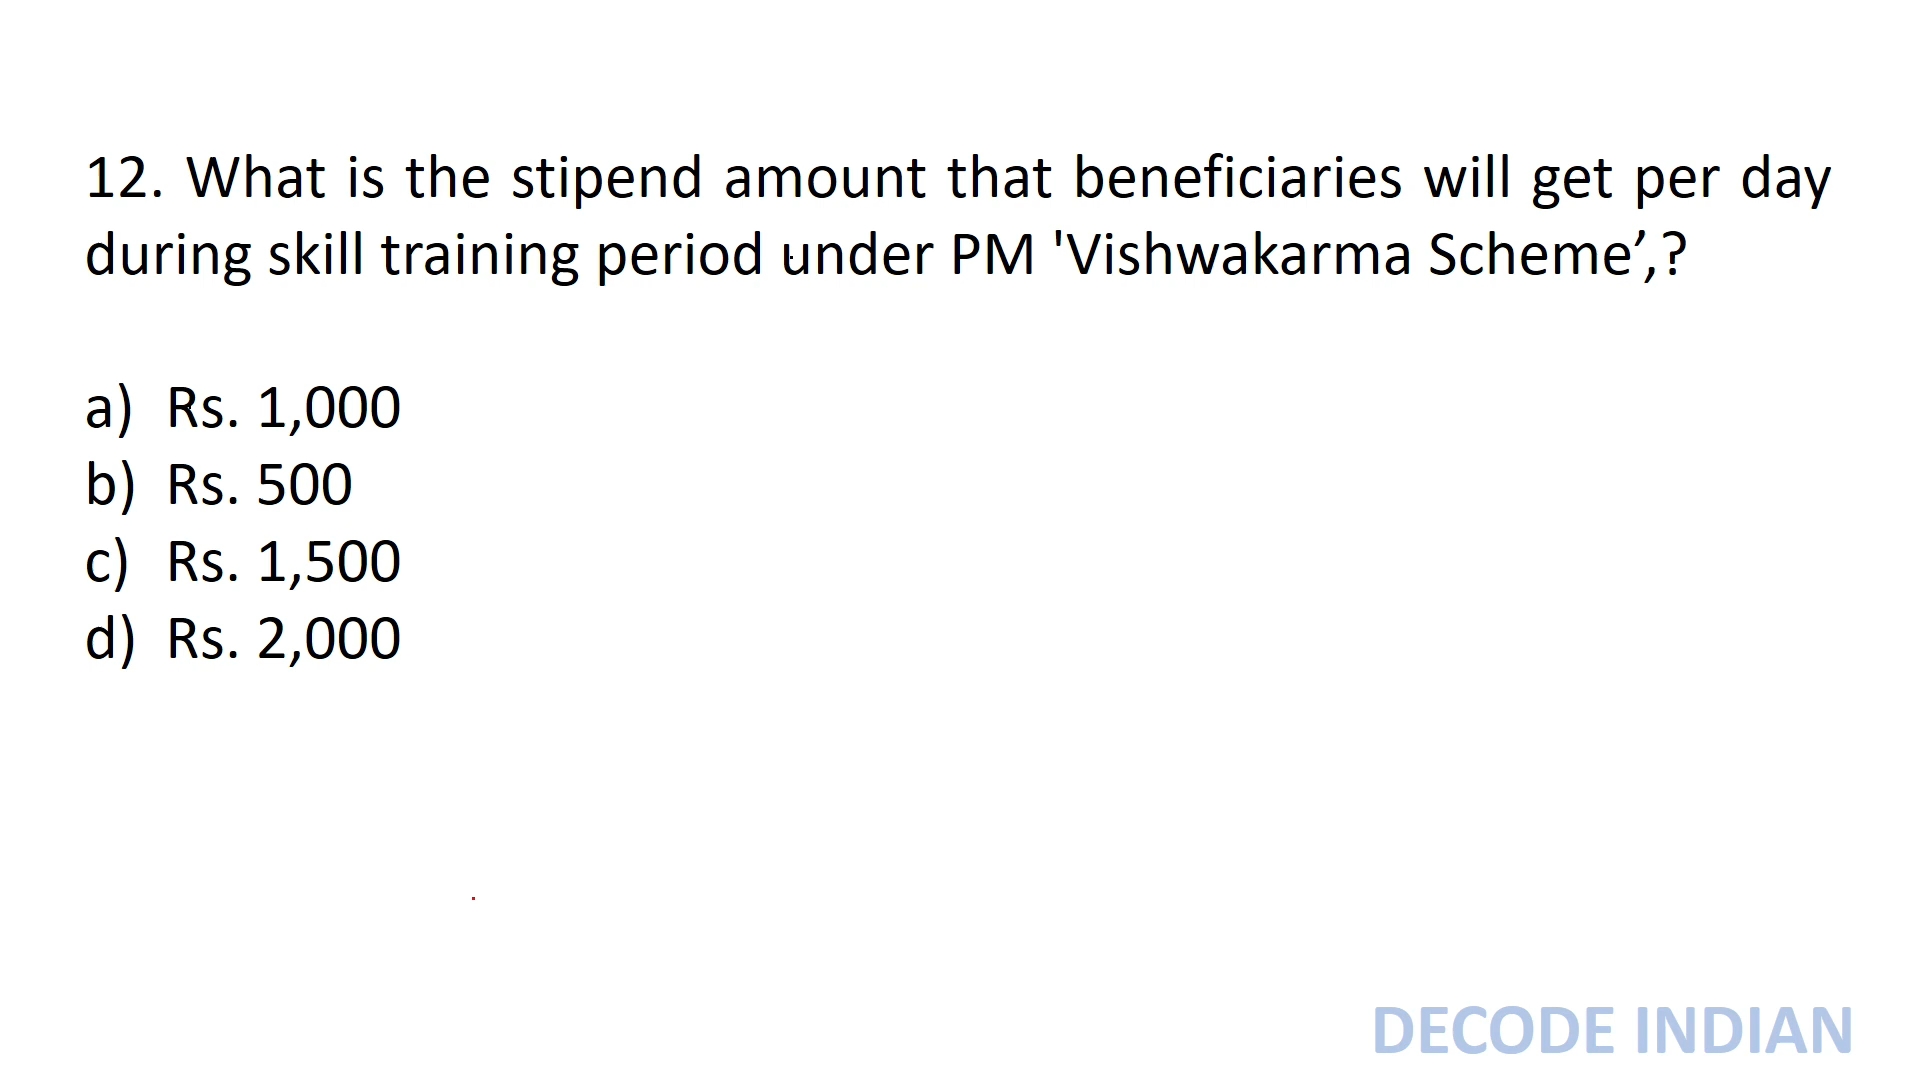 12. What is the stipend amount that beneficiaries will get per day
during skill training period under PM 'Vishwakarma Scheme’,?
a) Rs. 1,000
b) Rs. 500
c) Rs. 1,500
d) Rs. 2,000
DECODE INDIAN